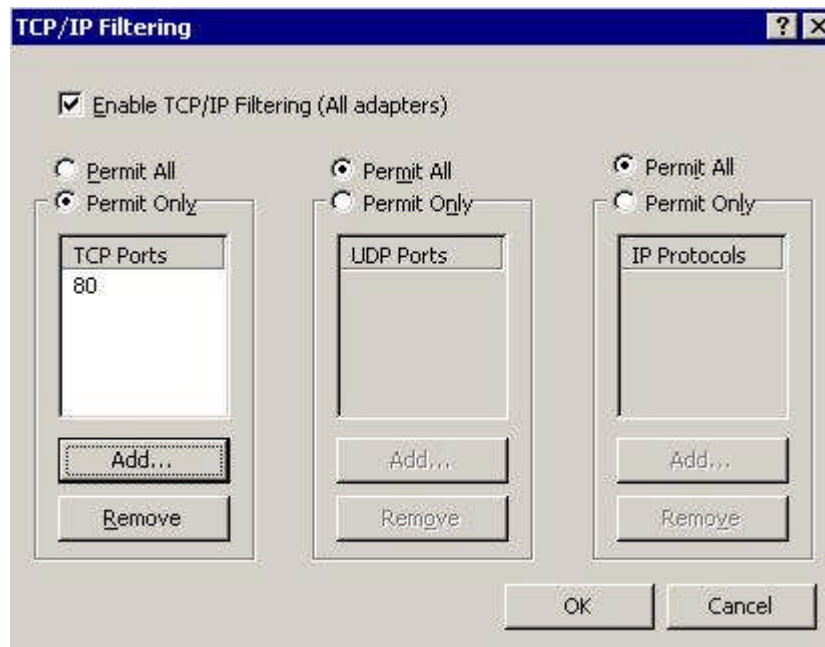 TCP/IP Filtering
Enable TCP/IP Filtering (All adapters)
Permit All Permit All Permit All
Permit Only Permit Only Permit Only
TCP Ports UDP Ports IP Protocols
80
Add... Add... Add...
Remove Remove Remove
OK Cancel